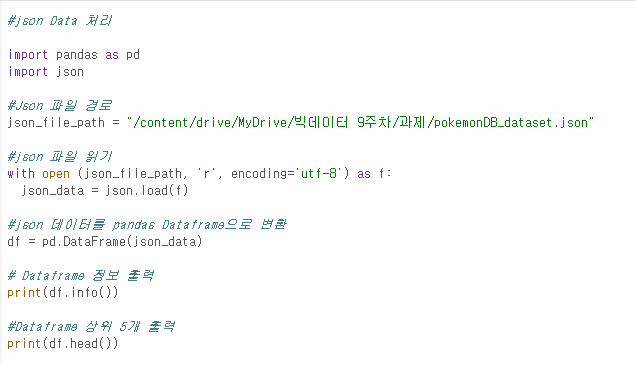 #json Data 처리
import pandas as pd
import json
#Json 파일 경로
json_file_path = "/content/drive/MyDrive/빅데이터 9주차/과제/pokemonDB_dataset.json"
#json 파일 읽기
with open (json_file_path, 'r', encoding='utf-8') as f:
  json_data = json.load(f)
#json 데이터를 pandas Dataframe으로 변환
df = pd.DataFrame(json_data)
# Dataframe 정보 출력
print(df.info())
#Dataframe 상위 5개 출력
print(df.head())